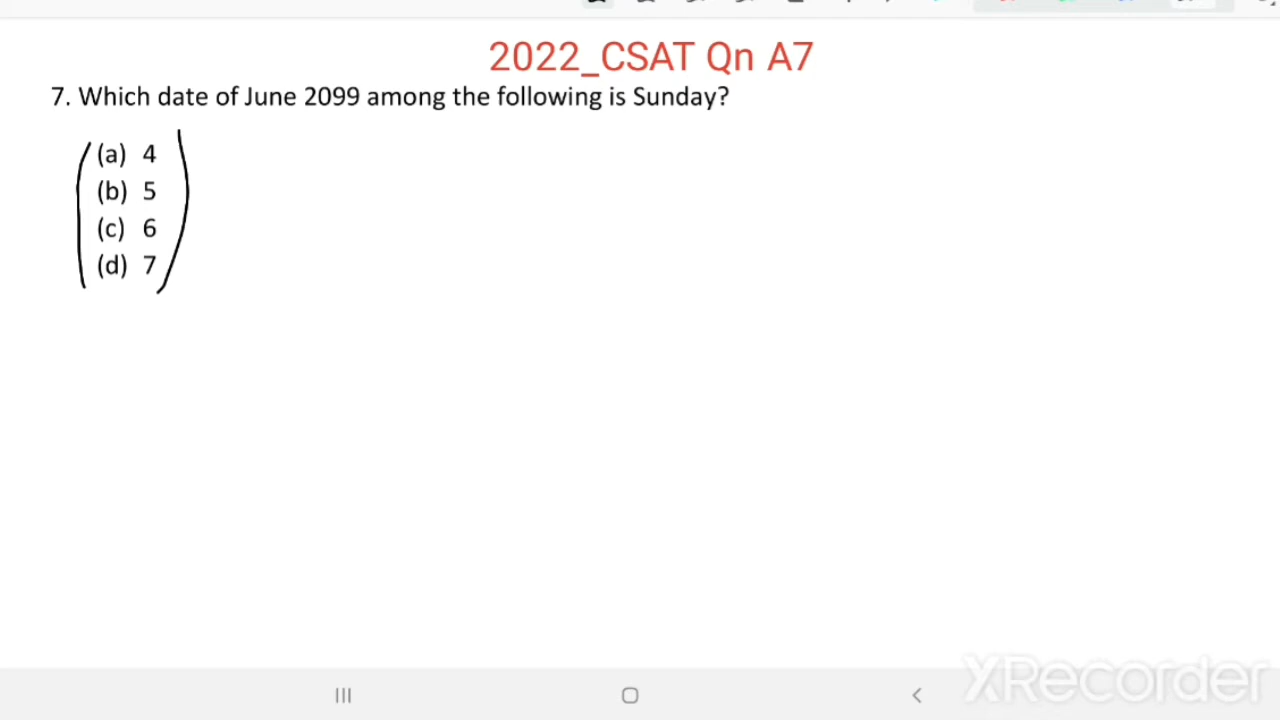 2022_CSAT Qn A7
7. Which date of June 2099 among the following is Sunday?
(a) 4
(b) 5
(c) 6
(d) 7
XRecorder